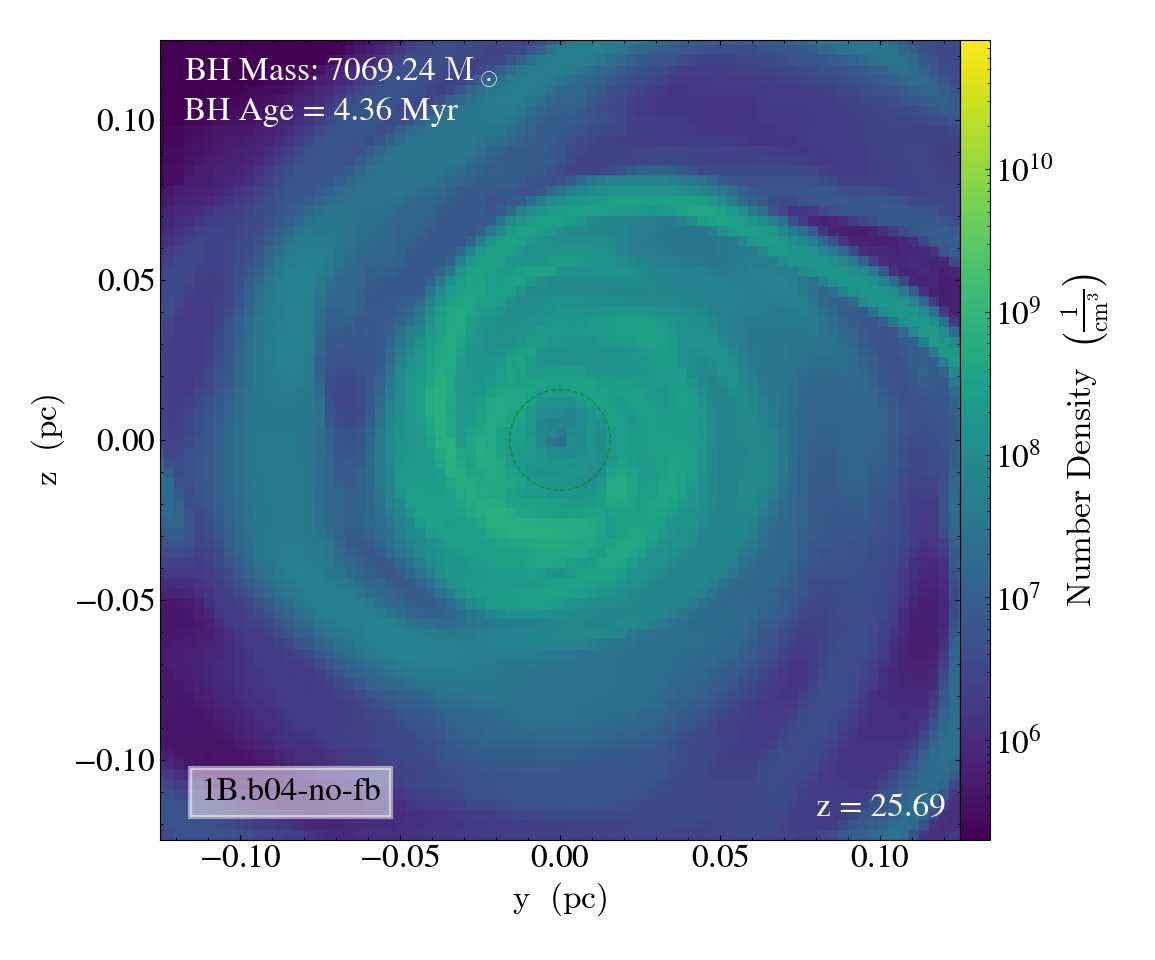 BH Mass: 7069.24 M⊙
BH Age = 4.36 Myr
1B.b04-no-fb
z = 25.69
0.10
0.05
0.00
−0.05
−0.10
z (pc)
−0.10 −0.05 0.00 0.05 0.10
y (pc)
10^10
10^9
10^8
10^7
10^6
Number Density (1/cm^3)